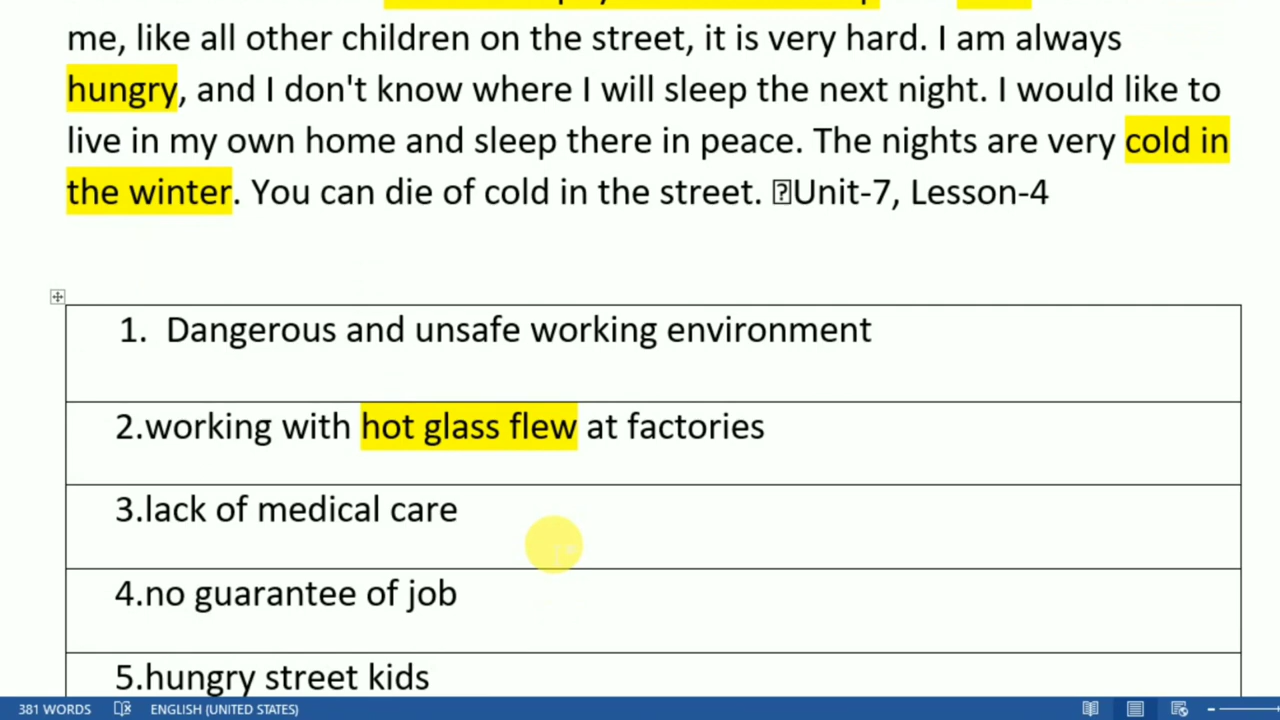 me, like all other children on the street, it is very hard. I am always
hungry, and I don't know where I will sleep the next night. I would like to
live in my own home and sleep there in peace. The nights are very cold in
the winter. You can die of cold in the street. Unit-7, Lesson-4
1. Dangerous and unsafe working environment
2.working with hot glass flew at factories
3.lack of medical care
4.no guarantee of job
5.hungry street kids
381 WORDS ENGLISH (UNITED STATES)